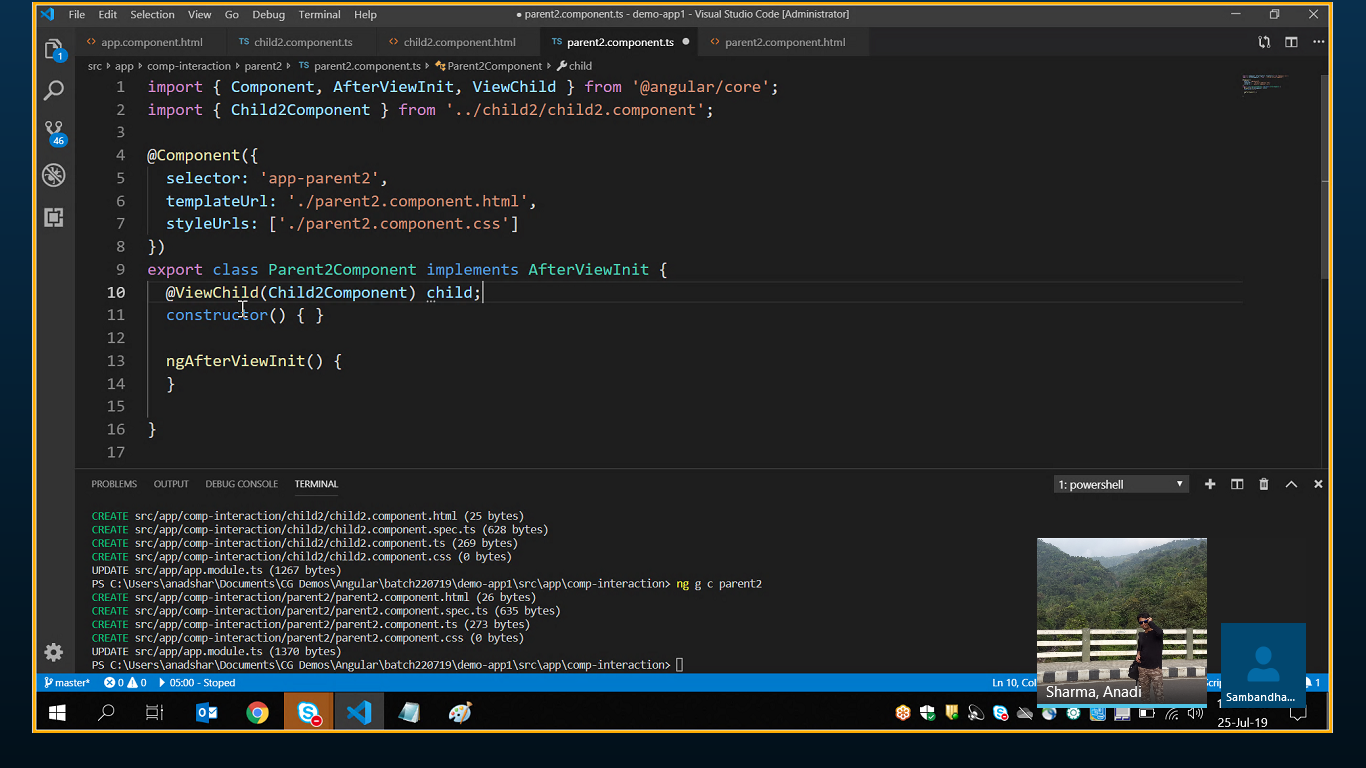 File Edit Selection View Go Debug Terminal Help ● parent2.component.ts - demo-app1 - Visual Studio Code [Administrator]
app.component.html TS child2.component.ts child2.component.html TS parent2.component.ts ● parent2.component.html
src › app › comp-interaction › parent2 › TS parent2.component.ts › Parent2Component › child
1 import { Component, AfterViewInit, ViewChild } from '@angular/core';
2 import { Child2Component } from '../child2/child2.component';
3
4 @Component({
5 selector: 'app-parent2',
6 templateUrl: './parent2.component.html',
7 styleUrls: ['./parent2.component.css']
8 })
9 export class Parent2Component implements AfterViewInit {
10 @ViewChild(Child2Component) child;
11 constructor() { }
12
13 ngAfterViewInit() {
14 }
15
16 }
17
1
46
PROBLEMS OUTPUT DEBUG CONSOLE TERMINAL 1: powershell
CREATE src/app/comp-interaction/child2/child2.component.html (25 bytes)
CREATE src/app/comp-interaction/child2/child2.component.spec.ts (628 bytes)
CREATE src/app/comp-interaction/child2/child2.component.ts (269 bytes)
CREATE src/app/comp-interaction/child2/child2.component.css (0 bytes)
UPDATE src/app/app.module.ts (1267 bytes)
PS C:\Users\anadshar\Documents\CG Demos\Angular\batch220719\demo-app1\src\app\comp-interaction> ng g c parent2
CREATE src/app/comp-interaction/parent2/parent2.component.html (26 bytes)
CREATE src/app/comp-interaction/parent2/parent2.component.spec.ts (635 bytes)
CREATE src/app/comp-interaction/parent2/parent2.component.ts (273 bytes)
CREATE src/app/comp-interaction/parent2/parent2.component.css (0 bytes)
UPDATE src/app/app.module.ts (1370 bytes)
PS C:\Users\anadshar\Documents\CG Demos\Angular\batch220719\demo-app1\src\app\comp-interaction>
master* 0 0 05:00 - Stoped Ln 10, Col 1
Sharma, Anadi
Sambandha...
25-Jul-19